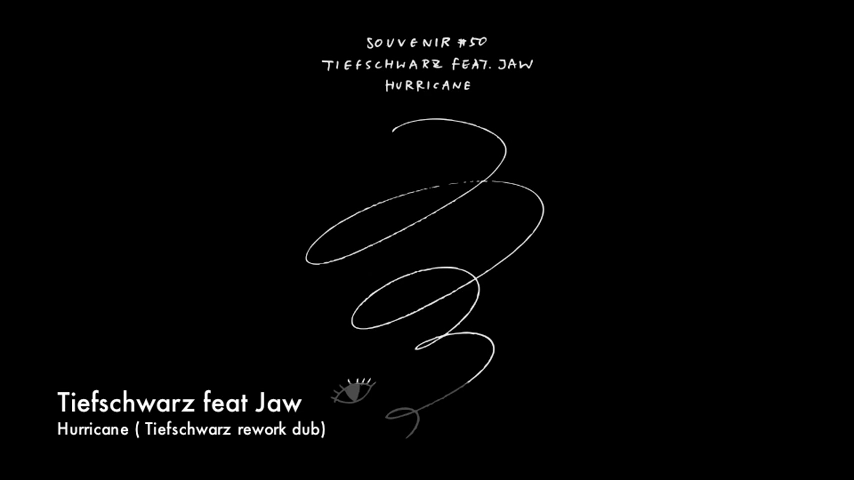 SOUVENIR #50
TIEFSCHWARZ FEAT. JAW
HURRICANE
Tiefschwarz feat Jaw
Hurricane ( Tiefschwarz rework dub)